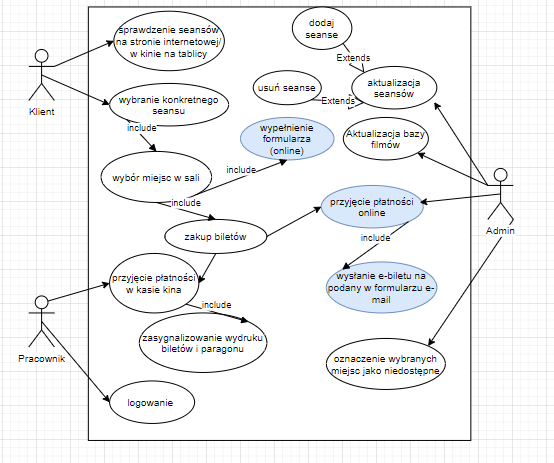 dodaj
seanse
sprawdzenie seansów
na stronie internetowej/
w kinie na tablicy
Extends
Klient
wybranie konkretnego
seansu
usuń seanse
Extends
aktualizacja
seansów
include
wypełnienie
formularza
(online)
Aktualizacja bazy
filmów
wybór miejsc w sali
include
include
przyjęcie płatności
online
Admin
zakup biletów
include
przyjęcie płatności
w kasie kina
wysłanie e-biletu na
podany w formularzu e-
mail
include
Pracownik
zasygnalizowanie wydruku
biletów i paragonu
oznaczenie wybranych
miejsc jako niedostępne
logowanie